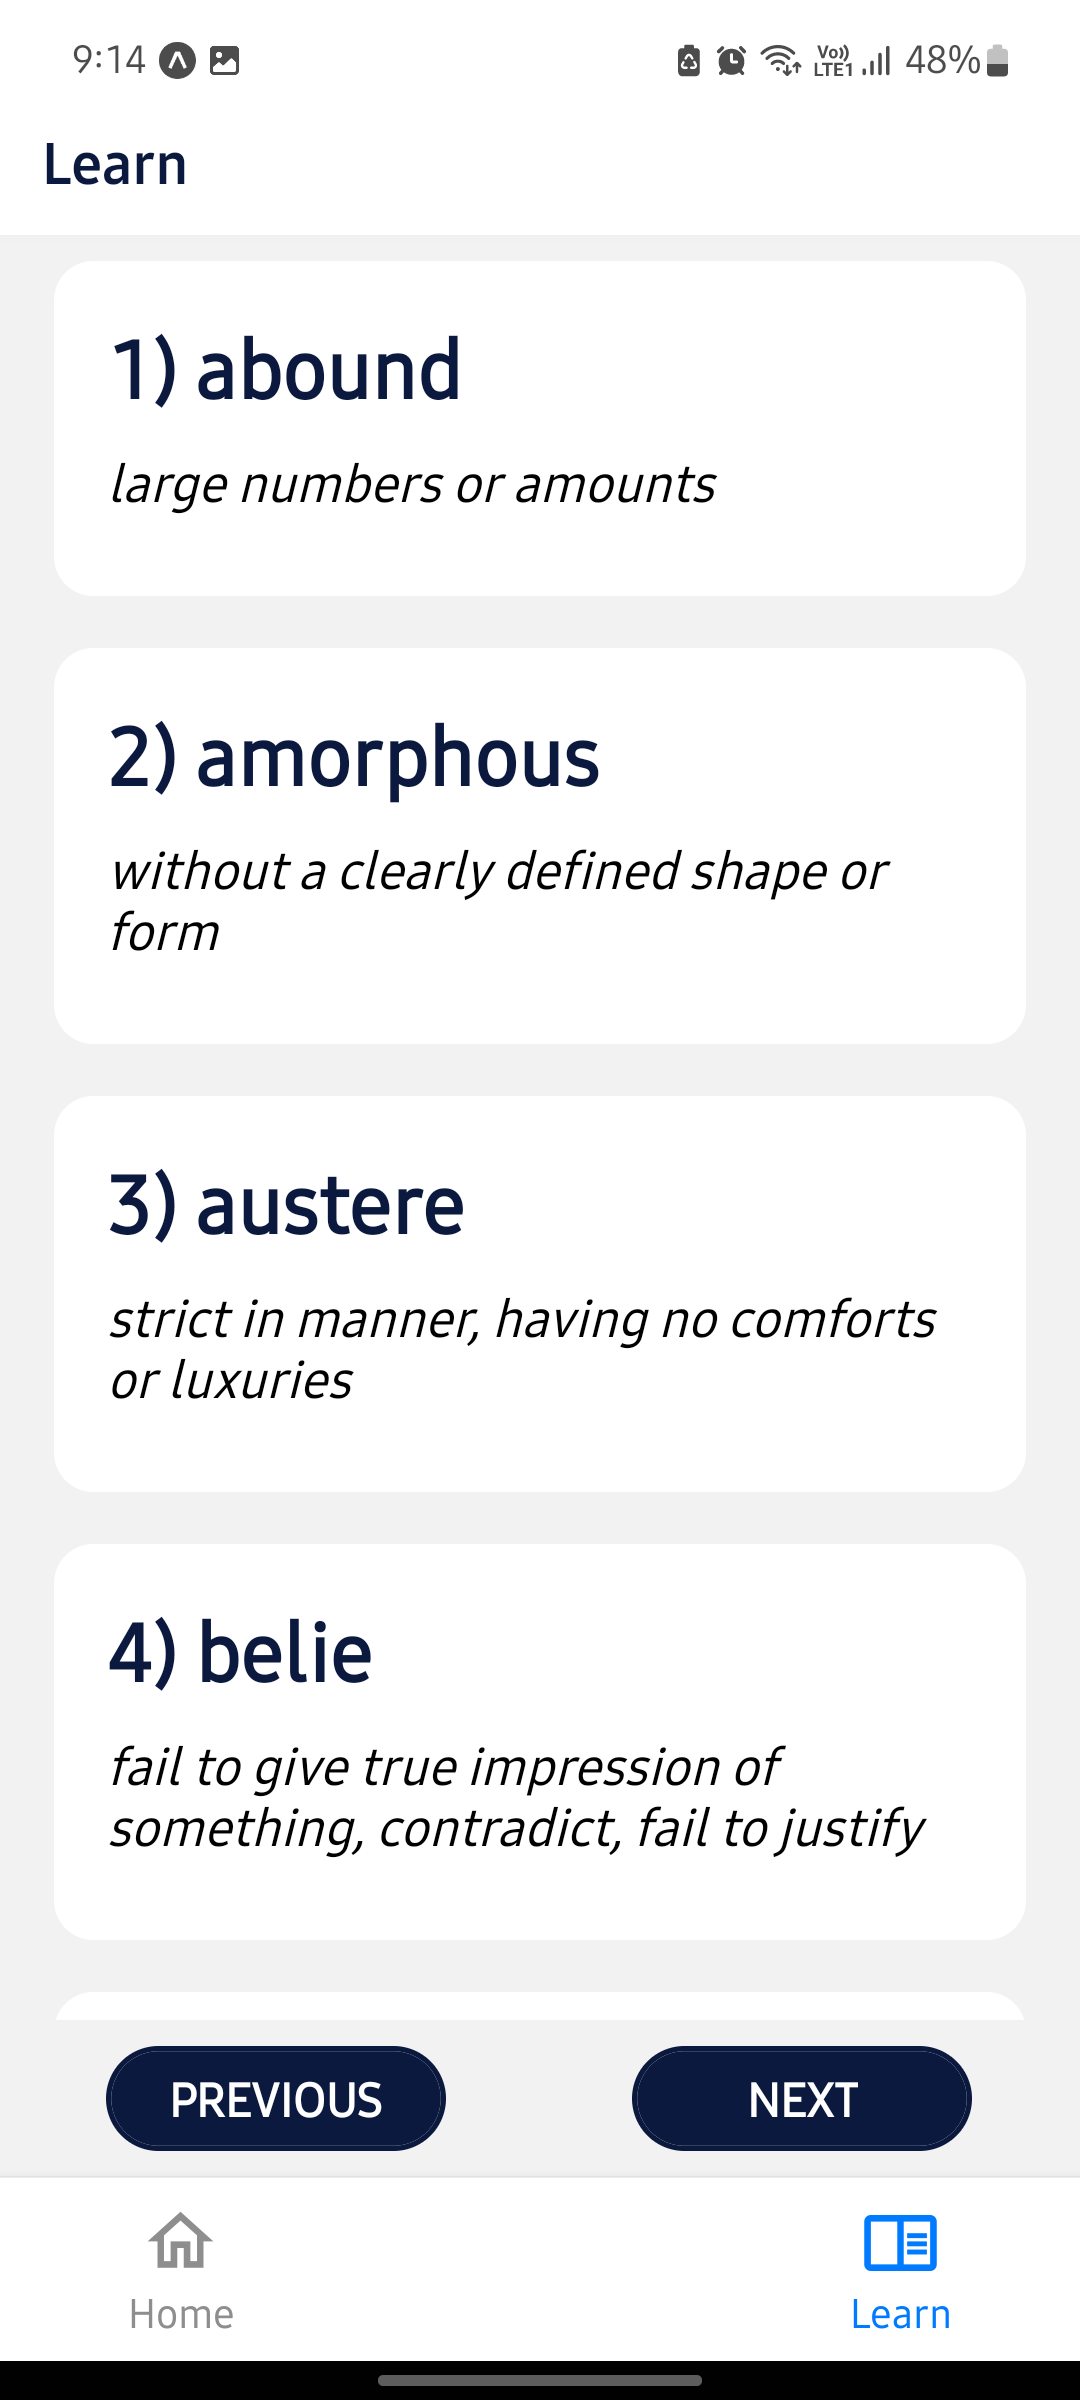 9:14
Vo))
LTE1
48%
Learn
1) abound
large numbers or amounts
2) amorphous
without a clearly defined shape or
form
3) austere
strict in manner, having no comforts
or luxuries
4) belie
fail to give true impression of
something, contradict, fail to justify
PREVIOUS
NEXT
Home
Learn